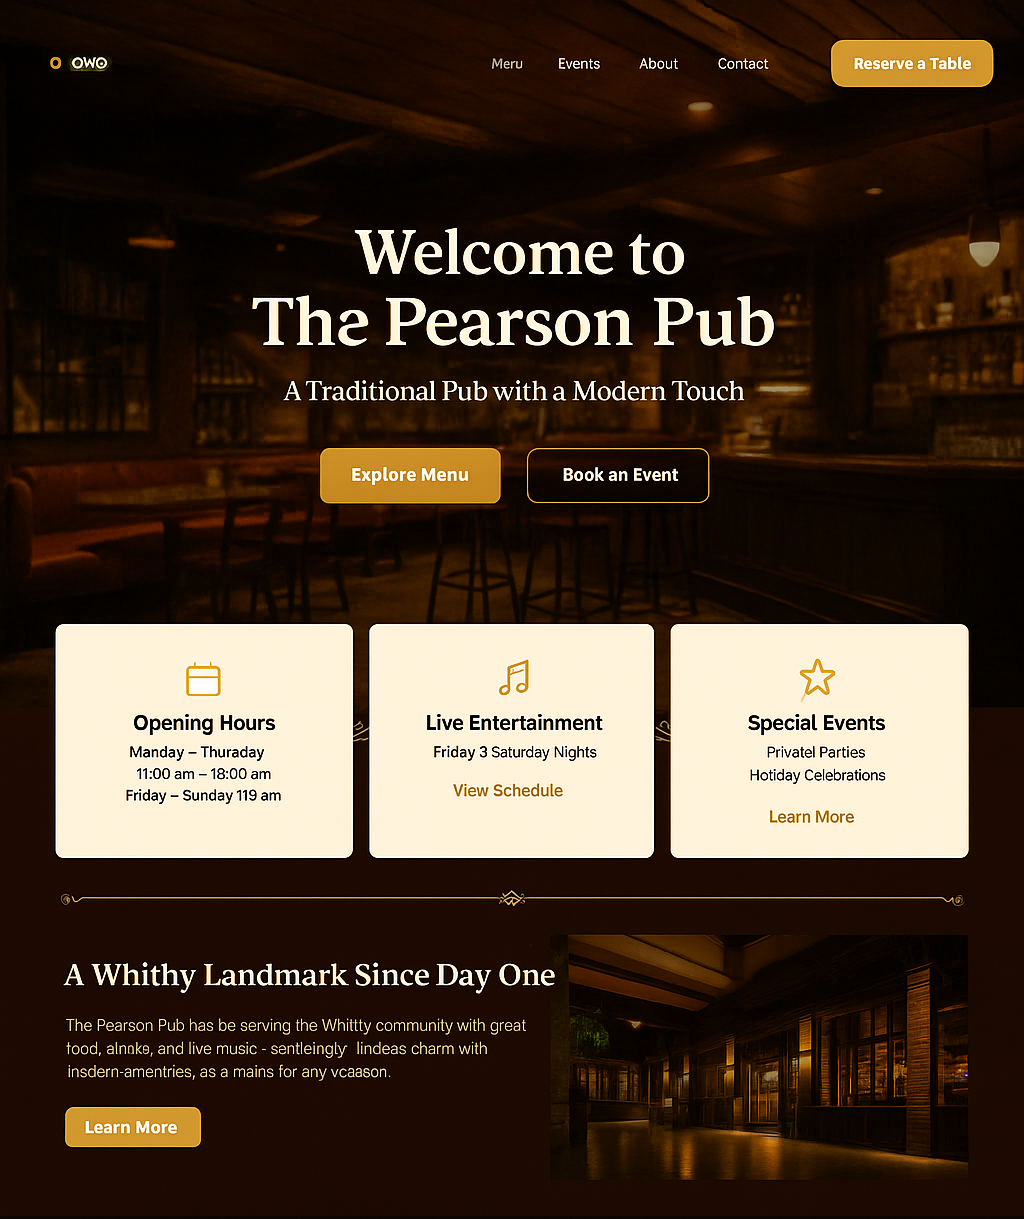 O OWO
Meru Events About Contact Reserve a Table
Welcome to
The Pearson Pub
A Traditional Pub with a Modern Touch
Explore Menu Book an Event
Opening Hours
Manday – Thuraday
11:00 am – 18:00 am
Friday – Sunday 119 am
Live Entertainment
Friday 3 Saturday Nights
View Schedule
Special Events
Privatel Parties
Hotiday Celebrations
Learn More
A Whithy Landmark Since Day One
The Pearson Pub has be serving the Whittty community with great
food, and live music - sentleingly lindeas charm with
insdern-amentries, as a mains for any vcaason.
Learn More